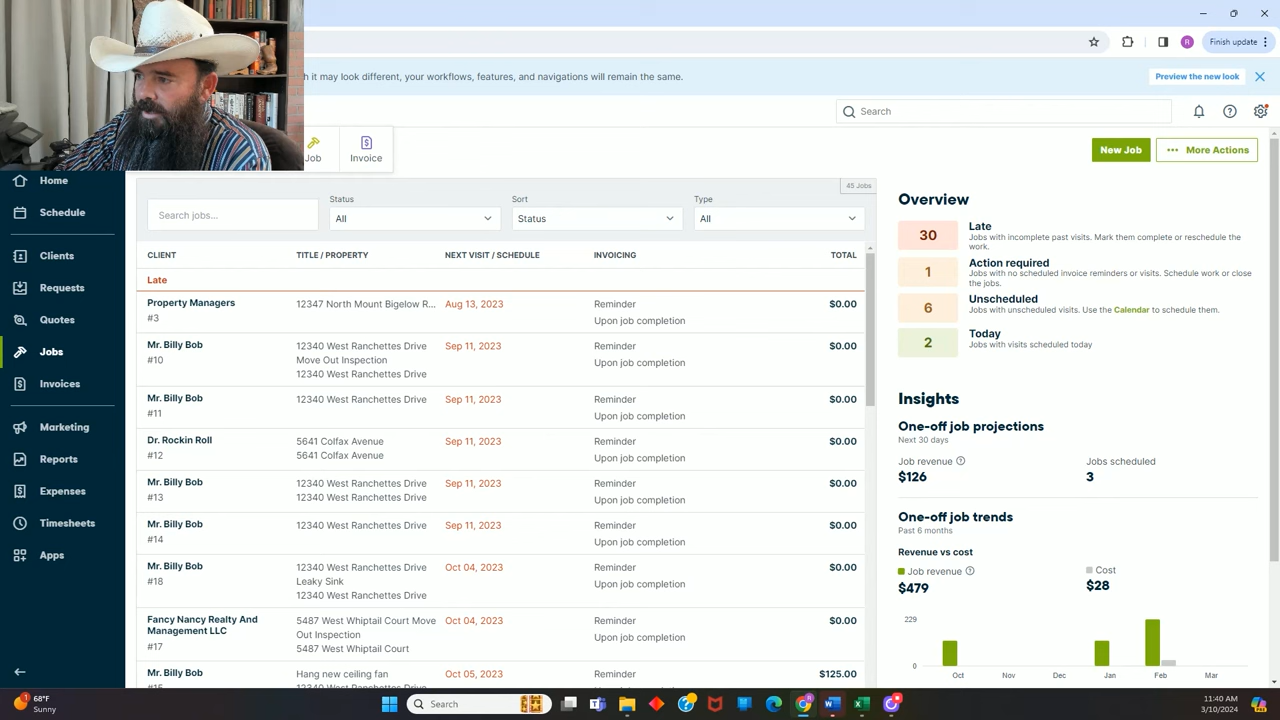 Finish update
h it may look different, your workflows, features, and navigations will remain the same.
Preview the new look
Search
Job
Invoice
New Job
••• More Actions
Home
Schedule
Clients
Requests
Quotes
Jobs
Invoices
Marketing
Reports
Expenses
Timesheets
Apps
45 Jobs
Search jobs...
Status
All
Sort
Status
Type
All
CLIENT TITLE / PROPERTY NEXT VISIT / SCHEDULE INVOICING TOTAL
Late
Property Managers 12347 North Mount Bigelow R... Aug 13, 2023 Reminder $0.00
#3 Upon job completion
Mr. Billy Bob 12340 West Ranchettes Drive Sep 11, 2023 Reminder $0.00
#10 Move Out Inspection Upon job completion
12340 West Ranchettes Drive
Mr. Billy Bob 12340 West Ranchettes Drive Sep 11, 2023 Reminder $0.00
#11 Upon job completion
Dr. Rockin Roll 5641 Colfax Avenue Sep 11, 2023 Reminder $0.00
#12 5641 Colfax Avenue Upon job completion
Mr. Billy Bob 12340 West Ranchettes Drive Sep 11, 2023 Reminder $0.00
#13 12340 West Ranchettes Drive Upon job completion
Mr. Billy Bob 12340 West Ranchettes Drive Sep 11, 2023 Reminder $0.00
#14 Upon job completion
Mr. Billy Bob 12340 West Ranchettes Drive Oct 04, 2023 Reminder $0.00
#18 Leaky Sink Upon job completion
12340 West Ranchettes Drive
Fancy Nancy Realty And 5487 West Whiptail Court Move Oct 04, 2023 Reminder $0.00
Management LLC Out Inspection Upon job completion
#17 5487 West Whiptail Court
Mr. Billy Bob Hang new ceiling fan Oct 05, 2023 Reminder $125.00
12340 West Ranchettes Drive
Overview
30
Late
Jobs with incomplete past visits. Mark them complete or reschedule the
work.
1
Action required
Jobs with no scheduled invoice reminders or visits. Schedule work or close
the jobs.
6
Unscheduled
Jobs with unscheduled visits. Use the Calendar to schedule them.
2
Today
Jobs with visits scheduled today
Insights
One-off job projections
Next 30 days
Job revenue Jobs scheduled
$126 3
One-off job trends
Past 6 months
Revenue vs cost
Job revenue Cost
$479 $28
229
0
Oct Nov Dec Jan Feb Mar
68°F
Sunny
Search
11:40 AM
3/10/2024